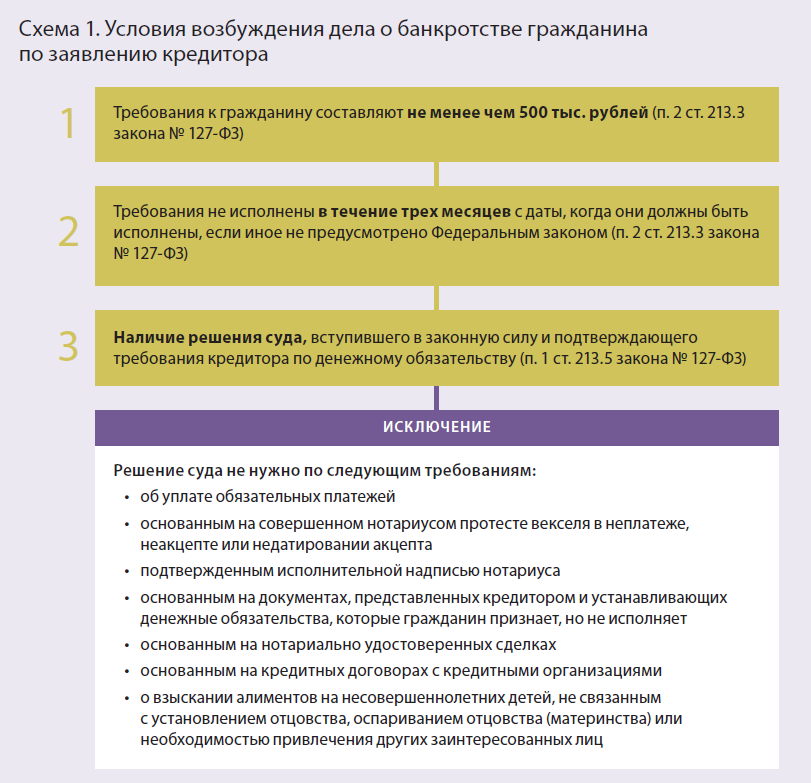 Схема 1. Условия возбуждения дела о банкротстве гражданина
по заявлению кредитора
1
Требования к гражданину составляют не менее чем 500 тыс. рублей (п. 2 ст. 213.3
закона № 127-ФЗ)
2
Требования не исполнены в течение трех месяцев с даты, когда они должны быть
исполнены, если иное не предусмотрено Федеральным законом (п. 2 ст. 213.3 закона
№ 127-ФЗ)
3
Наличие решения суда, вступившего в законную силу и подтверждающего
требования кредитора по денежному обязательству (п. 1 ст. 213.5 закона № 127-ФЗ)
ИСКЛЮЧЕНИЕ
Решение суда не нужно по следующим требованиям:
• об уплате обязательных платежей
• основанным на совершенном нотариусом протесте векселя в неплатеже,
неакцепте или недатировании акцепта
• подтвержденным исполнительной надписью нотариуса
• основанным на документах, представленных кредитором и устанавливающих
денежные обязательства, которые гражданин признает, но не исполняет
• основанным на нотариально удостоверенных сделках
• основанным на кредитных договорах с кредитными организациями
• о взыскании алиментов на несовершеннолетних детей, не связанным
с установлением отцовства, оспариванием отцовства (материнства) или
необходимостью привлечения других заинтересованных лиц